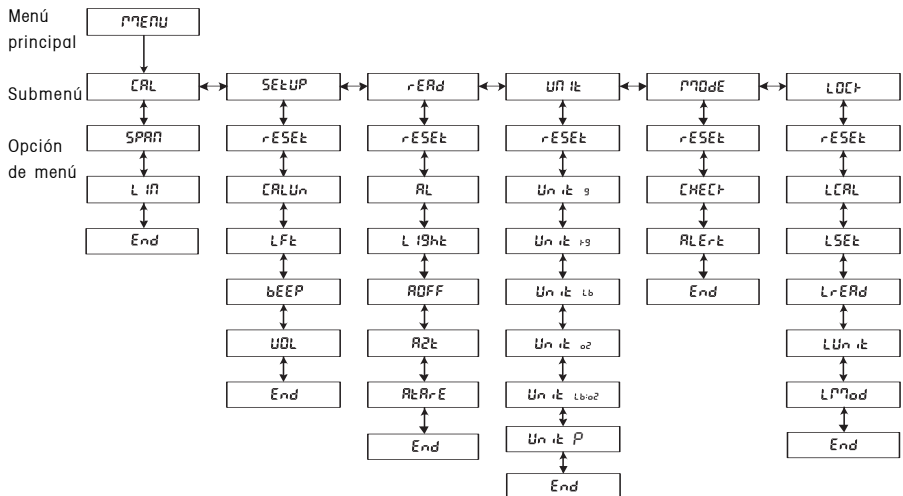 Menú principal
MENU
Submenú
CAL
SEtUP
rEAd
UNit
MOdE
LOCk
Opción de menú
SPAN
rESEt
rESEt
rESEt
rESEt
rESEt
LIN
CALUn
AL
Unit g
CHECk
LCAL
End
LFt
LIght
Unit kg
ALErt
LSEt
bEEP
AOFF
Unit Lb
End
LrEAd
VOL
AZt
Unit oZ
LUnit
End
AtArE
Unit Lb:oZ
LMod
End
Unit P
End
End